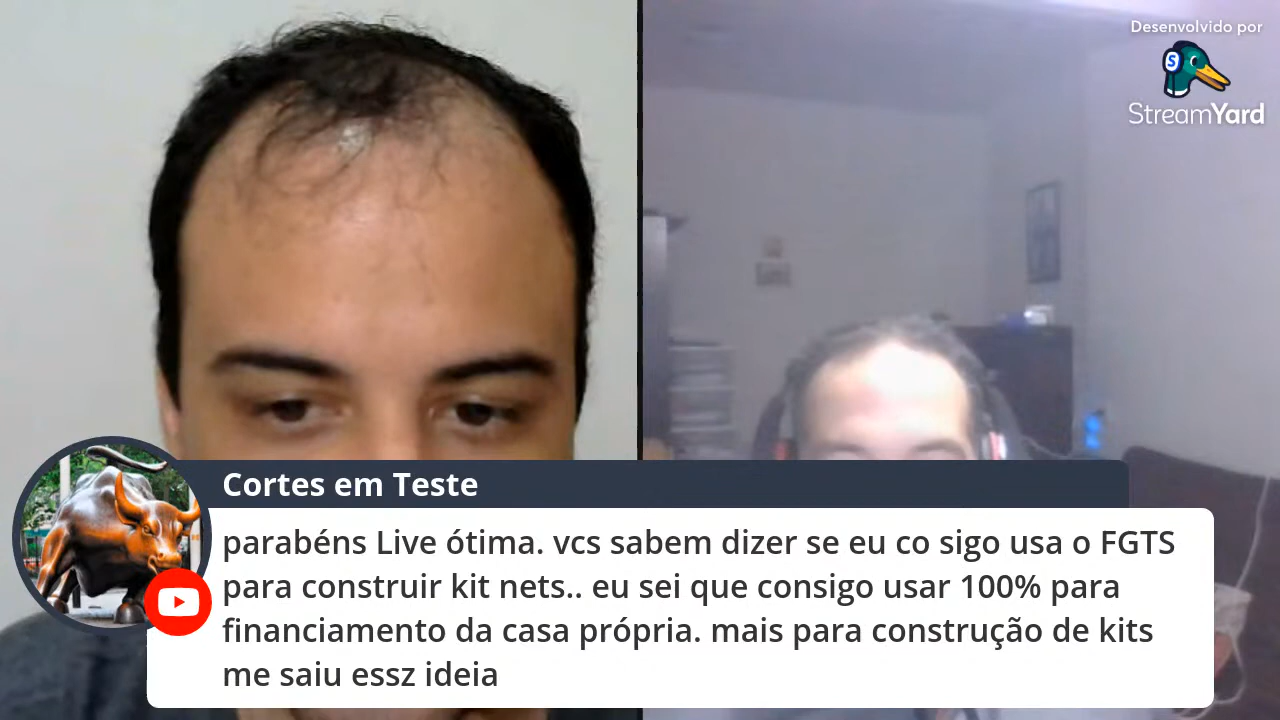 Desenvolvido por
StreamYard
Cortes em Teste
parabéns Live ótima. vcs sabem dizer se eu co sigo usa o FGTS
para construir kit nets.. eu sei que consigo usar 100% para
financiamento da casa própria. mais para construção de kits
me saiu essz ideia